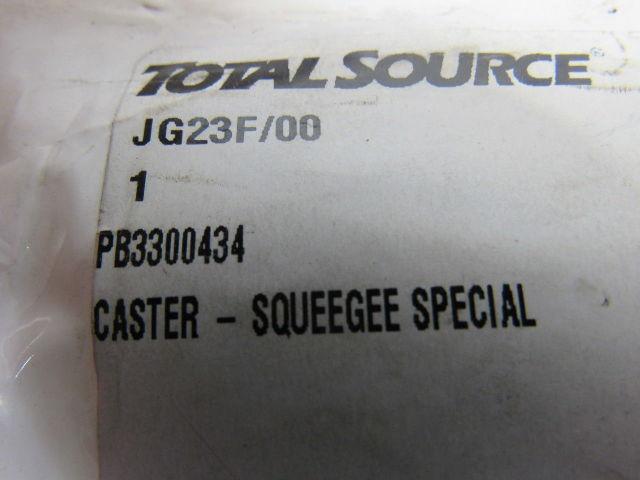 TOTAL SOURCE®
JG23F/00
1
PB3300434
CASTER - SQUEEGEE SPECIAL